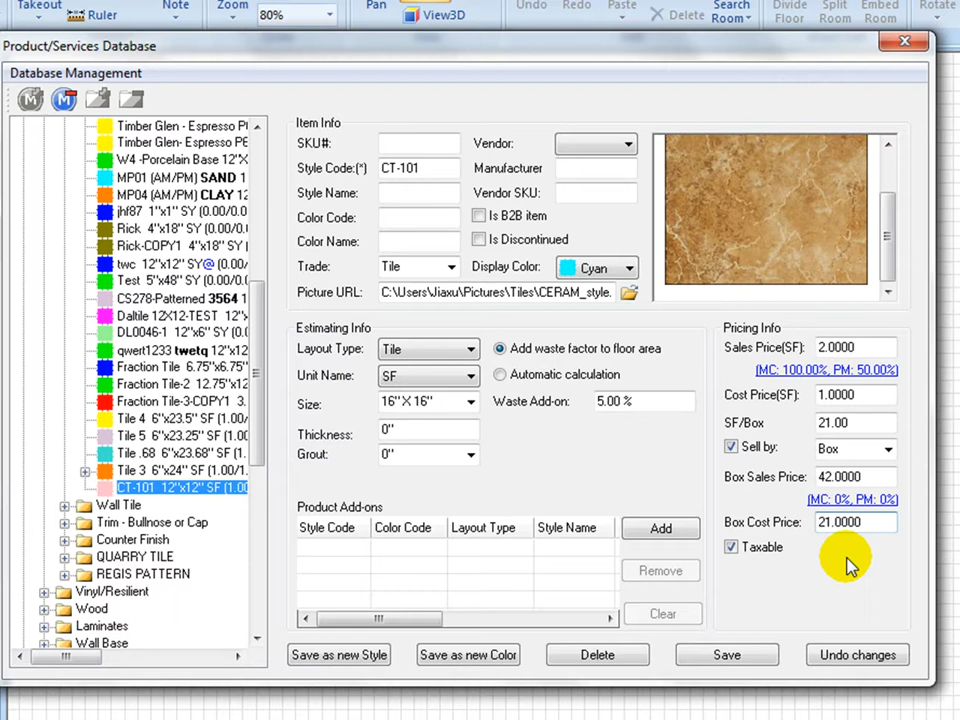 Takeout Note Zoom Pan Undo Redo Paste Search Divide Split Embed Rotate
Ruler 80% View3D Delete Room Floor Room Room
Product/Services Database
Database Management
Timber Glen - Espresso
Timber Glen- Espresso P6
W4 -Porcelain Base 12"X
MP01 (AM/PM) SAND 1
MP04 (AM/PM) CLAY 12
jhf87 1"x1" SY (0.00/0.0
Rick 4"x18" SY (0.00/0.
Rick-COPY1 4"x18" SY
twc 12"x12" SY@ (0.00/
Test 5"x48" SY (0.00/0.
CS278-Patterned 3564 1
Daltile 12X12-TEST 12"x
DL0046-1 12"x6" SY (0.
qwert1233 twetq 12"x12
Fraction Tile 6.75"x6.75"
Fraction Tile-2 12.75"x12
Fraction Tile-3-COPY1 3.
Tile 4 6"x23.5" SF (1.00
Tile 5 6"x23.25" SF (1.00
Tile .68 6"x23.68" SF (1.
Tile 3 6"x24" SF (1.00/1.
CT-101 12"x12" SF (1.00
Wall Tile
Trim - Bullnose or Cap
Counter Finish
QUARRY TILE
REGIS PATTERN
Vinyl/Resilient
Wood
Laminates
Wall Base
Item Info
SKU#: Vendor:
Style Code:(*) CT-101 Manufacturer
Style Name: Vendor SKU:
Color Code: Is B2B item
Color Name: Is Discontinued
Trade: Tile Display Color: Cyan
Picture URL: C:\Users\Jiaxu\Pictures\Tiles\CERAM_style.
Estimating Info
Layout Type: Tile Add waste factor to floor area
Unit Name: SF Automatic calculation
Size: 16" X 16" Waste Add-on: 5.00 %
Thickness: 0"
Grout: 0"
Product Add-ons
Style Code Color Code Layout Type Style Name Add
Remove
Clear
Pricing Info
Sales Price(SF): 2.0000
(MC: 100.00%, PM: 50.00%)
Cost Price(SF): 1.0000
SF/Box 21.00
Sell by: Box
Box Sales Price: 42.0000
(MC: 0%, PM: 0%)
Box Cost Price: 21.0000
Taxable
Save as new Style Save as new Color Delete Save Undo changes